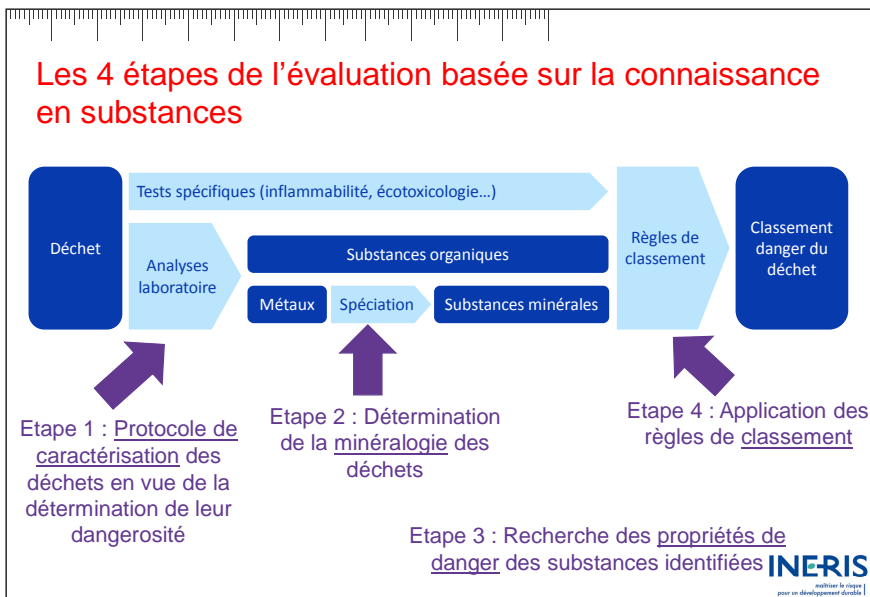 Les 4 étapes de l'évaluation basée sur la connaissance
en substances
Déchet
Tests spécifiques (inflammabilité, écotoxicologie…)
Analyses
laboratoire
Substances organiques
Métaux
Spéciation
Substances minérales
Règles de
classement
Classement
danger du
déchet
Etape 1 : Protocole de
caractérisation des
déchets en vue de la
détermination de leur
dangerosité
Etape 2 : Détermination
de la minéralogie des
déchets
Etape 4 : Application des
règles de classement
Etape 3 : Recherche des propriétés de
danger des substances identifiées
INERIS
maîtriser le risque
pour un développement durable